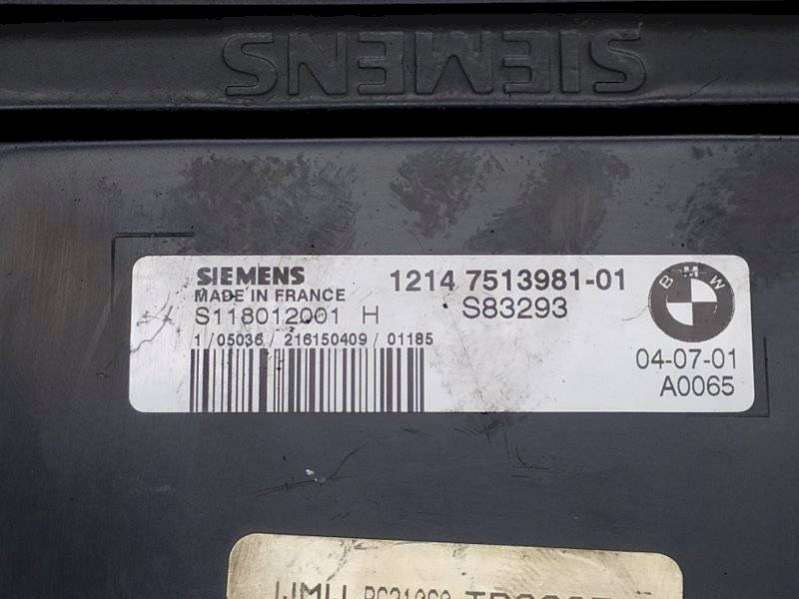 SIEMENS
SIEMENS 1214 7513981-01 BMW
MADE IN FRANCE
S118012001 H S83293
1 / 05036 / 216150409 / 01185
04-07-01
A0065